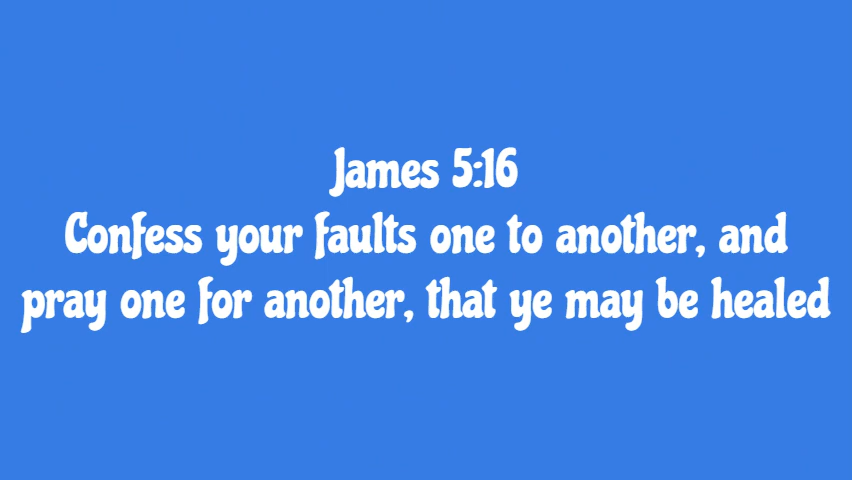 James 5:16
Confess your faults one to another, and
pray one for another, that ye may be healed